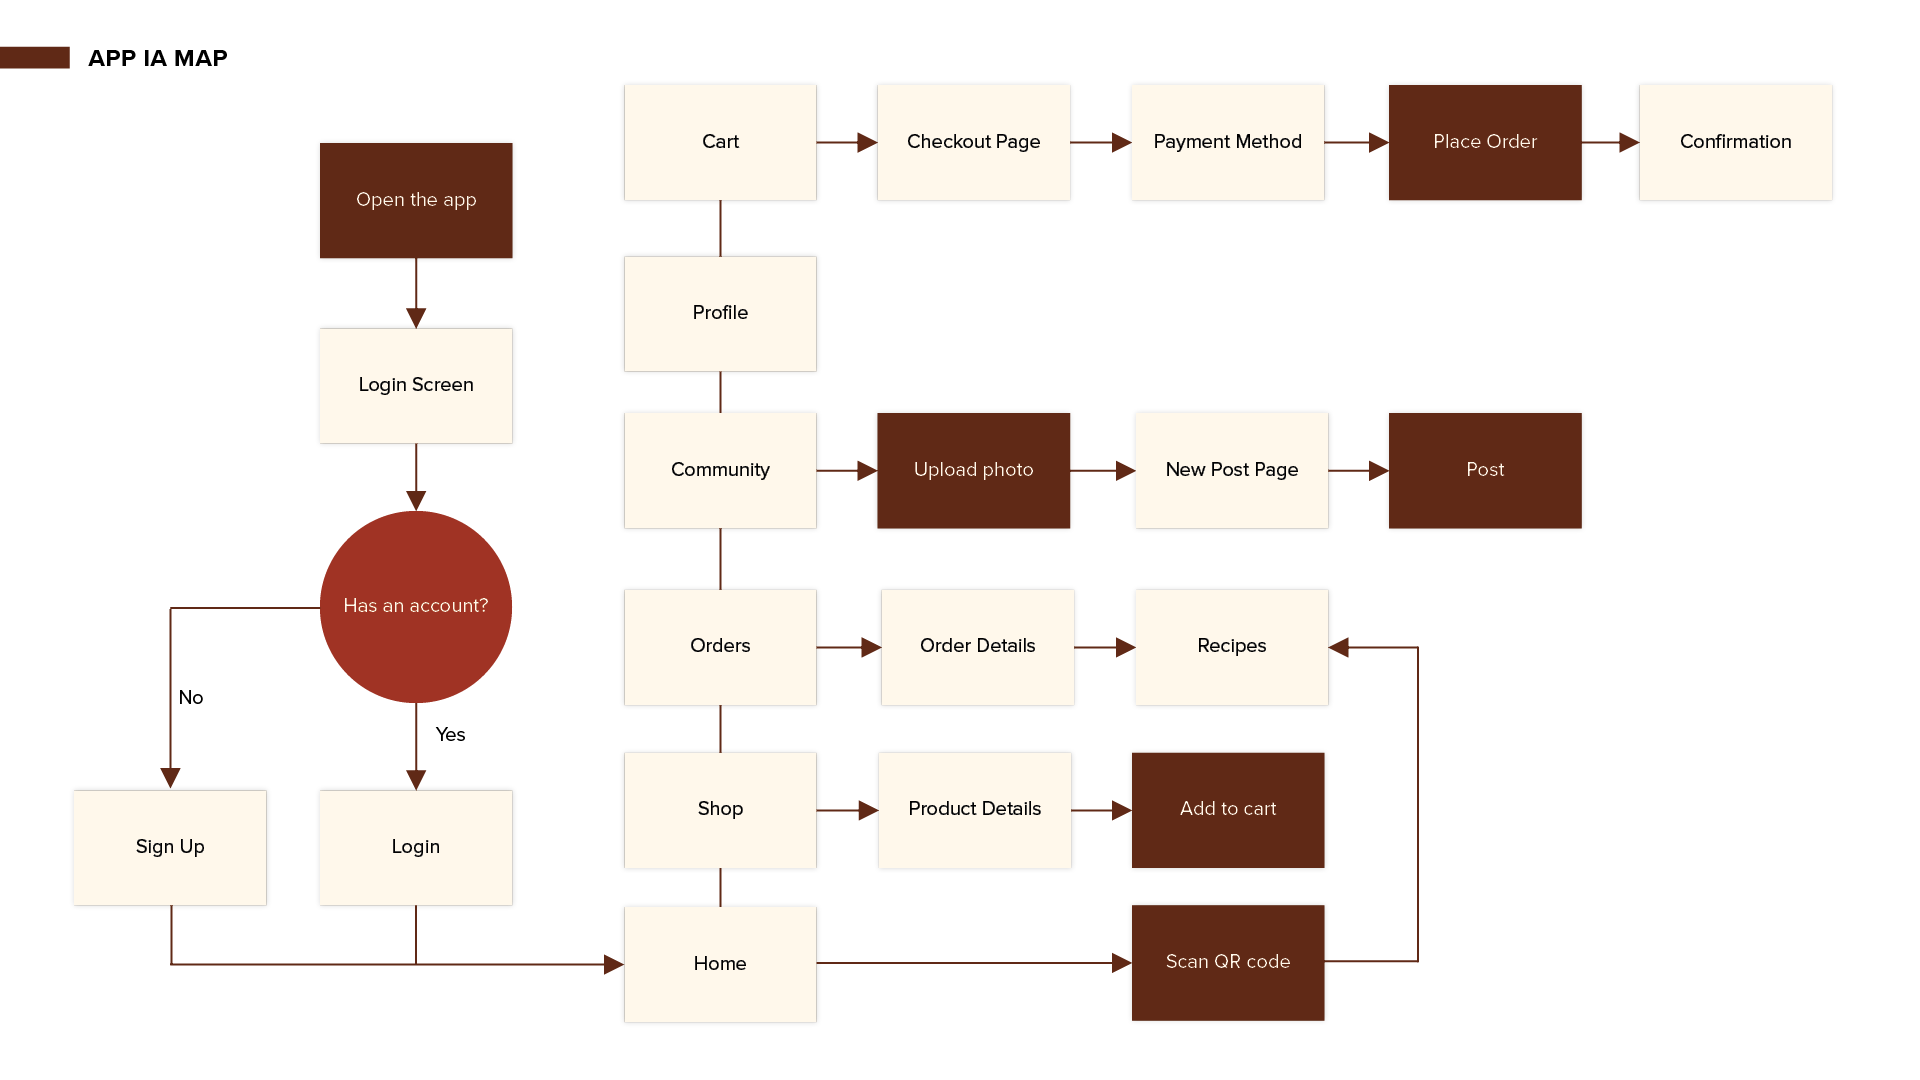 APP IA MAP
Open the app
Login Screen
Has an account?
No
Yes
Sign Up
Login
Cart
Checkout Page
Payment Method
Place Order
Confirmation
Profile
Community
Upload photo
New Post Page
Post
Orders
Order Details
Recipes
Shop
Product Details
Add to cart
Home
Scan QR code